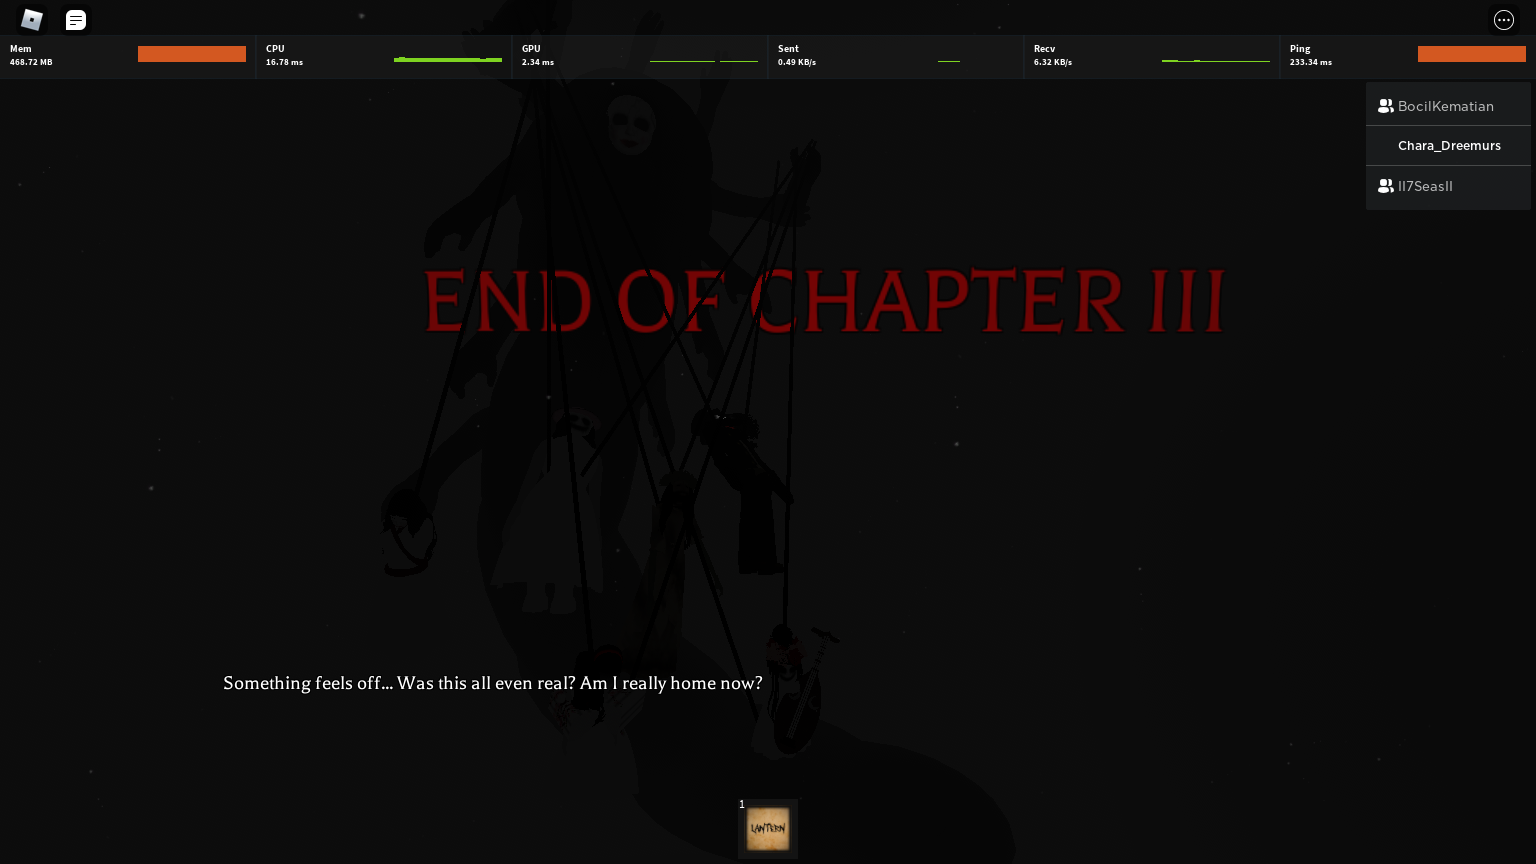 Mem
468.72 MB
CPU
16.78 ms
GPU
2.34 ms
Sent
0.49 KB/s
Recv
6.32 KB/s
Ping
233.34 ms
BocilKematian
Chara_Dreemurs
II7SeasII
END OF CHAPTER III
Something feels off... Was this all even real? Am I really home now?
1
LANTERN